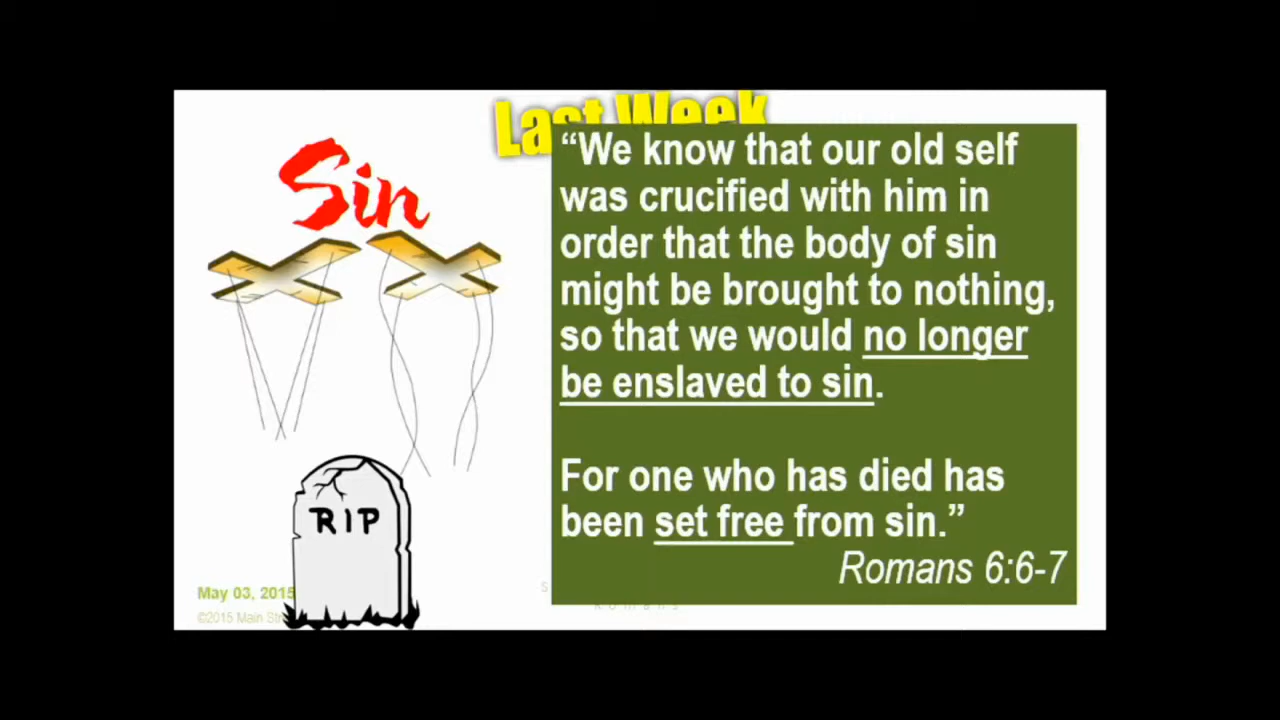 Last Week
Sin
“We know that our old self
was crucified with him in
order that the body of sin
might be brought to nothing,
so that we would no longer
be enslaved to sin.
For one who has died has
been set free from sin.”
Romans 6:6-7
RIP
May 03, 2015
©2015 Main